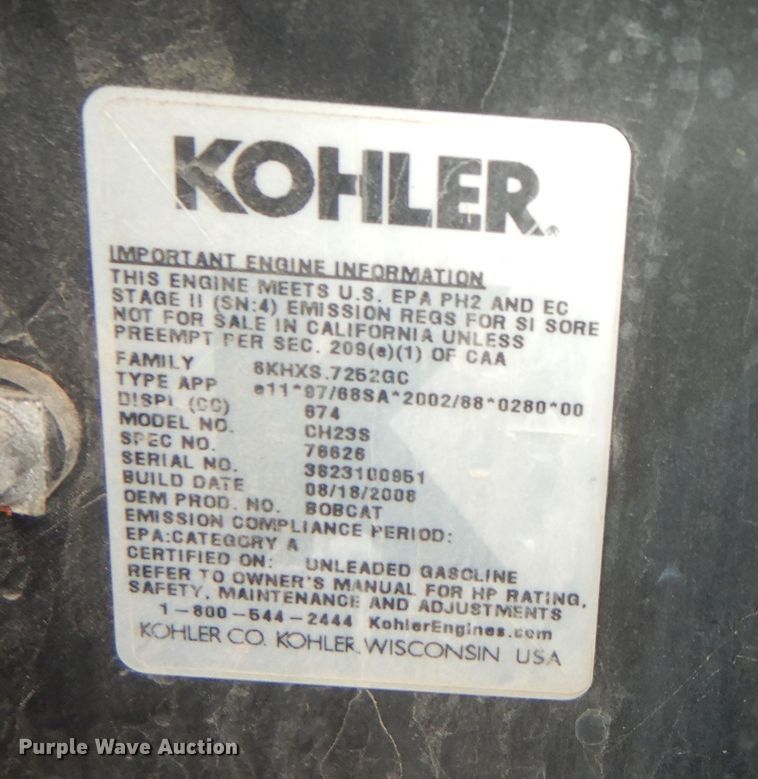 KOHLER®
IMPORTANT ENGINE INFORMATION
THIS ENGINE MEETS U.S. EPA PH2 AND EC
STAGE II (SN:4) EMISSION REGS FOR SI SORE
NOT FOR SALE IN CALIFORNIA UNLESS
PREEMPT PER SEC. 209(e)(1) OF CAA
FAMILY 8KHXS.7252GC
TYPE APP e11*97/68SA*2002/88*0280*00
DISPL (CC) 674
MODEL NO. CH23S
SPEC NO. 76626
SERIAL NO. 3823100951
BUILD DATE 08/18/2008
OEM PROD. NO. BOBCAT
EMISSION COMPLIANCE PERIOD:
EPA:CATEGORY A
CERTIFIED ON: UNLEADED GASOLINE
REFER TO OWNER'S MANUAL FOR HP RATING,
SAFETY, MAINTENANCE AND ADJUSTMENTS
1-800-544-2444 KohlerEngines.com
KOHLER CO. KOHLER, WISCONSIN USA
Purple Wave Auction